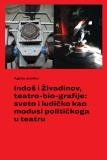 Indoš i Živadinov,
teatro-bio-grafije:
sveto i ludičko kao
modusi političkoga
u teatru